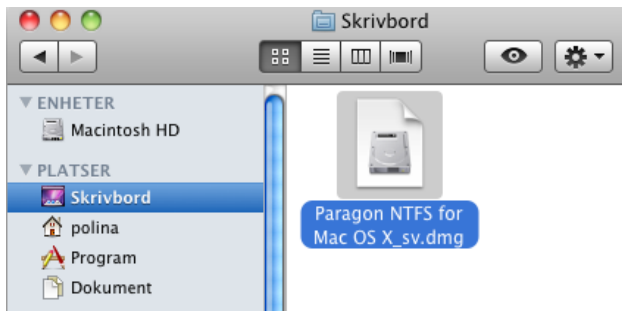 Skrivbord
ENHETER
Macintosh HD
PLATSER
Skrivbord
polina
Program
Dokument
Paragon NTFS for
Mac OS X_sv.dmg